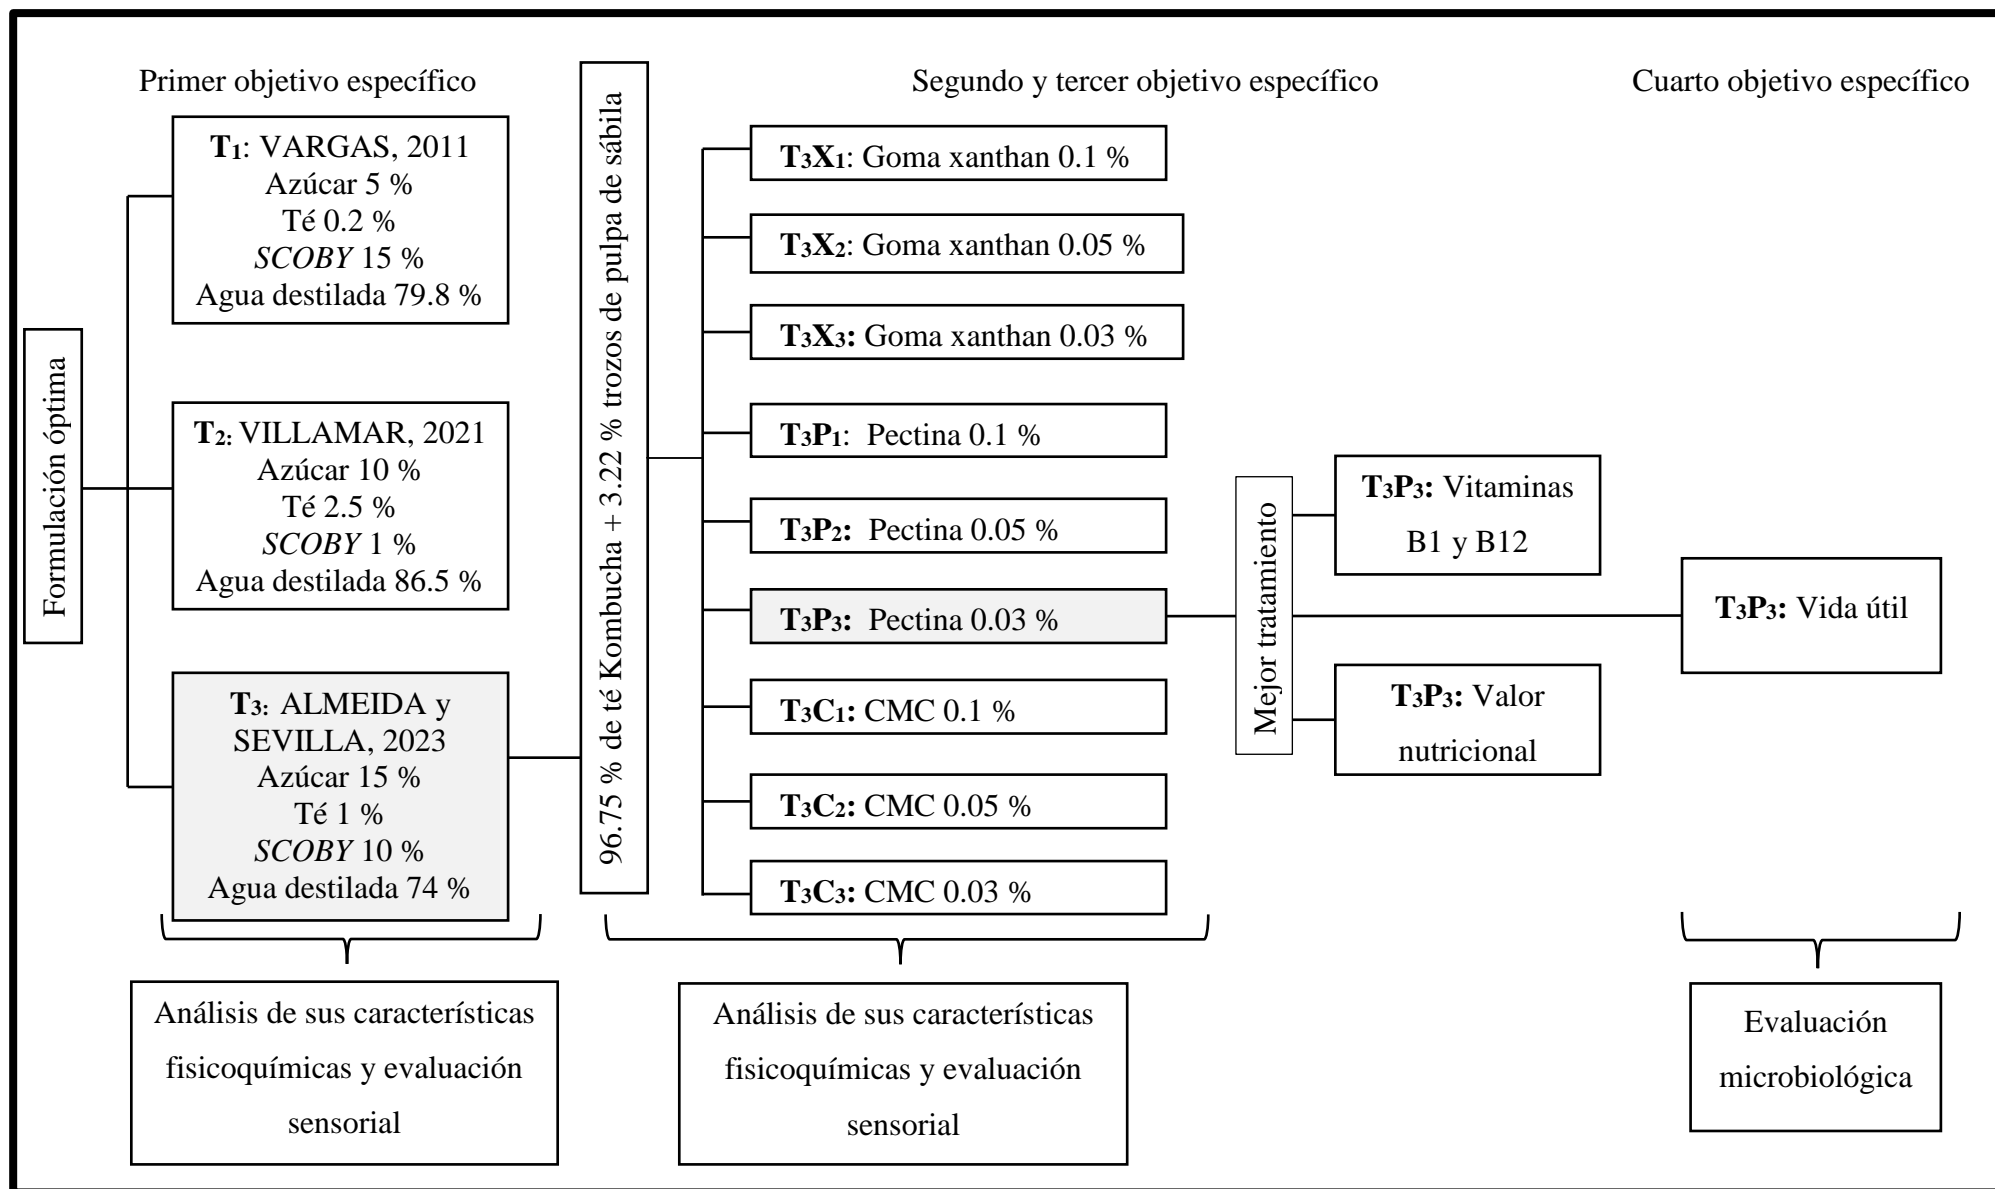 Primer objetivo específico
Segundo y tercer objetivo específico
Cuarto objetivo específico
Formulación óptima
T1: VARGAS, 2011
Azúcar 5 %
Té 0.2 %
SCOBY 15 %
Agua destilada 79.8 %
T2: VILLAMAR, 2021
Azúcar 10 %
Té 2.5 %
SCOBY 1 %
Agua destilada 86.5 %
T3: ALMEIDA y
SEVILLA, 2023
Azúcar 15 %
Té 1 %
SCOBY 10 %
Agua destilada 74 %
96.75 % de té Kombucha + 3.22 % trozos de pulpa de sábila
T3X1: Goma xanthan 0.1 %
T3X2: Goma xanthan 0.05 %
T3X3: Goma xanthan 0.03 %
T3P1: Pectina 0.1 %
T3P2: Pectina 0.05 %
T3P3: Pectina 0.03 %
T3C1: CMC 0.1 %
T3C2: CMC 0.05 %
T3C3: CMC 0.03 %
Mejor tratamiento
T3P3: Vitaminas
B1 y B12
T3P3: Valor
nutricional
T3P3: Vida útil
Análisis de sus características
fisicoquímicas y evaluación
sensorial
Análisis de sus características
fisicoquímicas y evaluación
sensorial
Evaluación
microbiológica